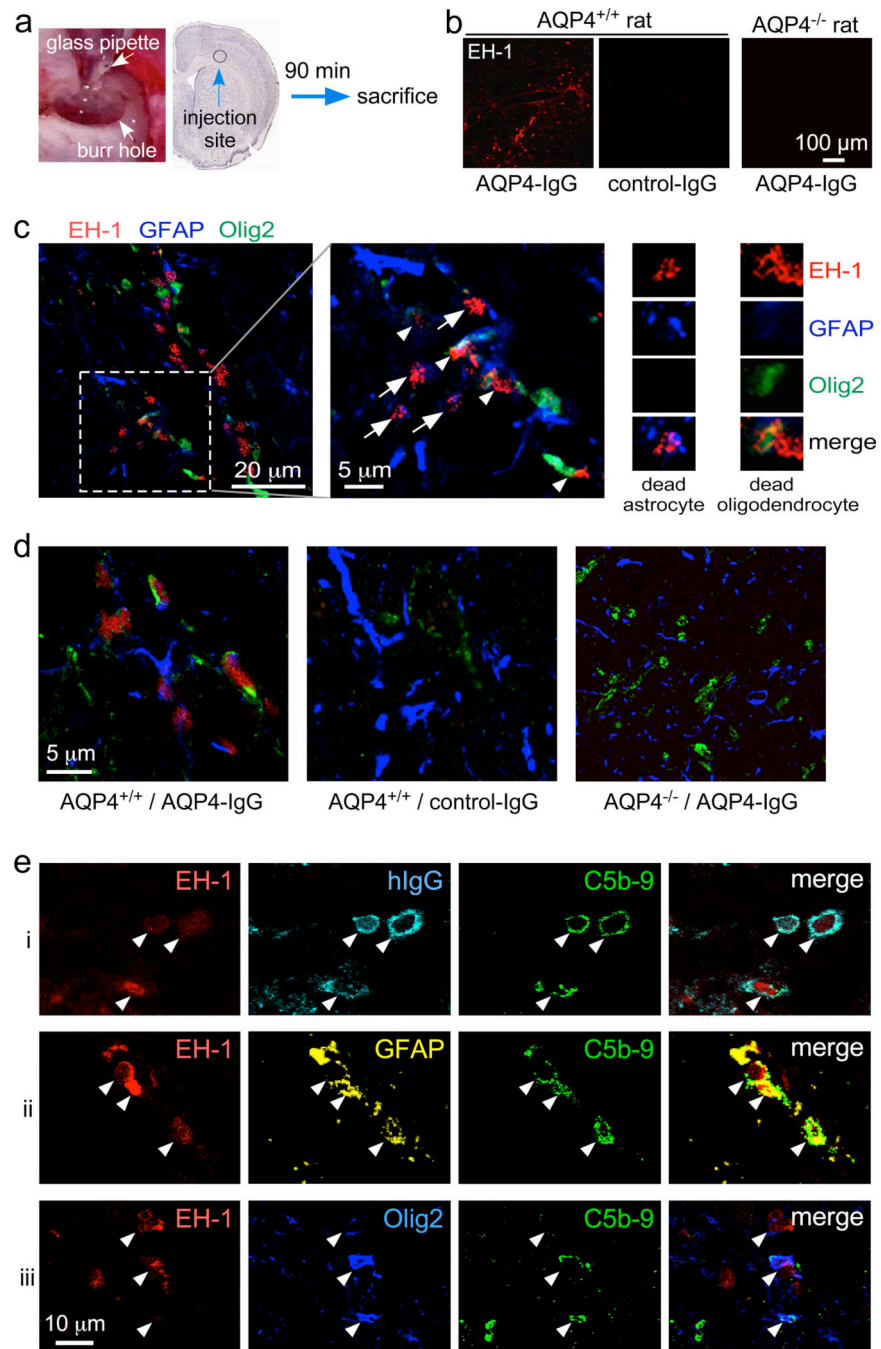 a
glass pipette
burr hole
injection
site
90 min
sacrifice
b
AQP4+/+ rat
AQP4-/- rat
EH-1
100 µm
AQP4-IgG
control-IgG
AQP4-IgG
c
EH-1 GFAP Olig2
20 µm
5 µm
EH-1
GFAP
Olig2
merge
dead
astrocyte
dead
oligodendrocyte
d
5 µm
AQP4+/+ / AQP4-IgG
AQP4+/+ / control-IgG
AQP4-/- / AQP4-IgG
e
i
EH-1
hIgG
C5b-9
merge
ii
EH-1
GFAP
C5b-9
merge
iii
EH-1
Olig2
C5b-9
merge
10 µm